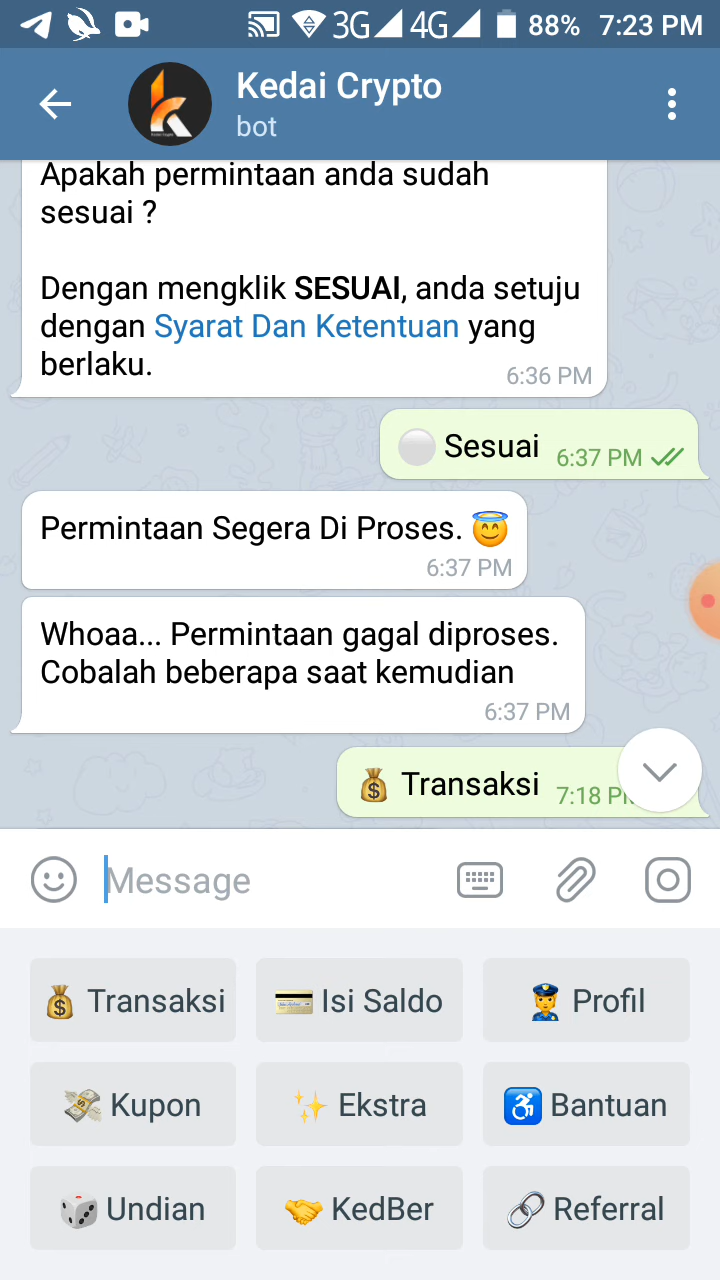 3G 4G 88% 7:23 PM
Kedai Crypto
bot
Apakah permintaan anda sudah
sesuai ?
Dengan mengklik SESUAI, anda setuju
dengan Syarat Dan Ketentuan yang
berlaku.
6:36 PM
Sesuai 6:37 PM
Permintaan Segera Di Proses. 😇
6:37 PM
Whoaa... Permintaan gagal diproses.
Cobalah beberapa saat kemudian
6:37 PM
💰 Transaksi 7:18 PM
Message
💰 Transaksi 💳 Isi Saldo 👮 Profil
💸 Kupon ✨ Ekstra ♿ Bantuan
🎲 Undian 🤝 KedBer 🔗 Referral